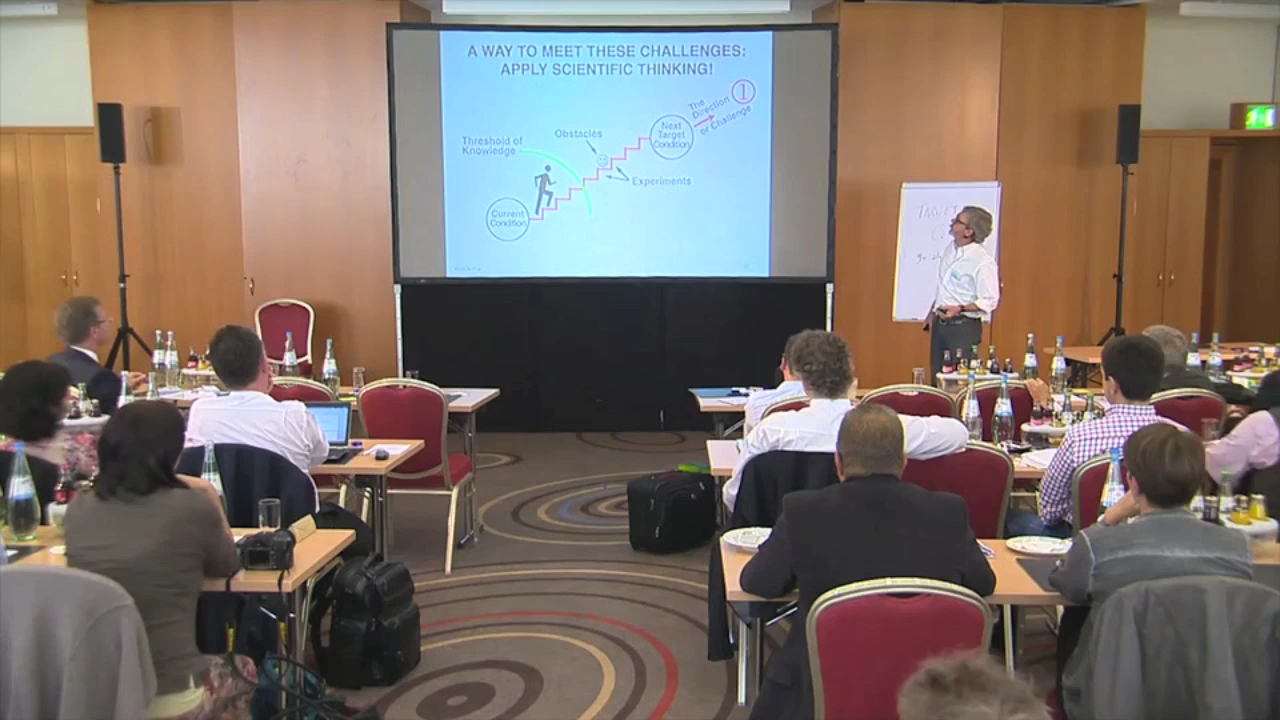 A WAY TO MEET THESE CHALLENGES:
APPLY SCIENTIFIC THINKING!
1
The
Direction
or Challenge
Next
Target
Condition
Obstacles
Threshold of
Knowledge
Experiments
Current
Condition
TARGET